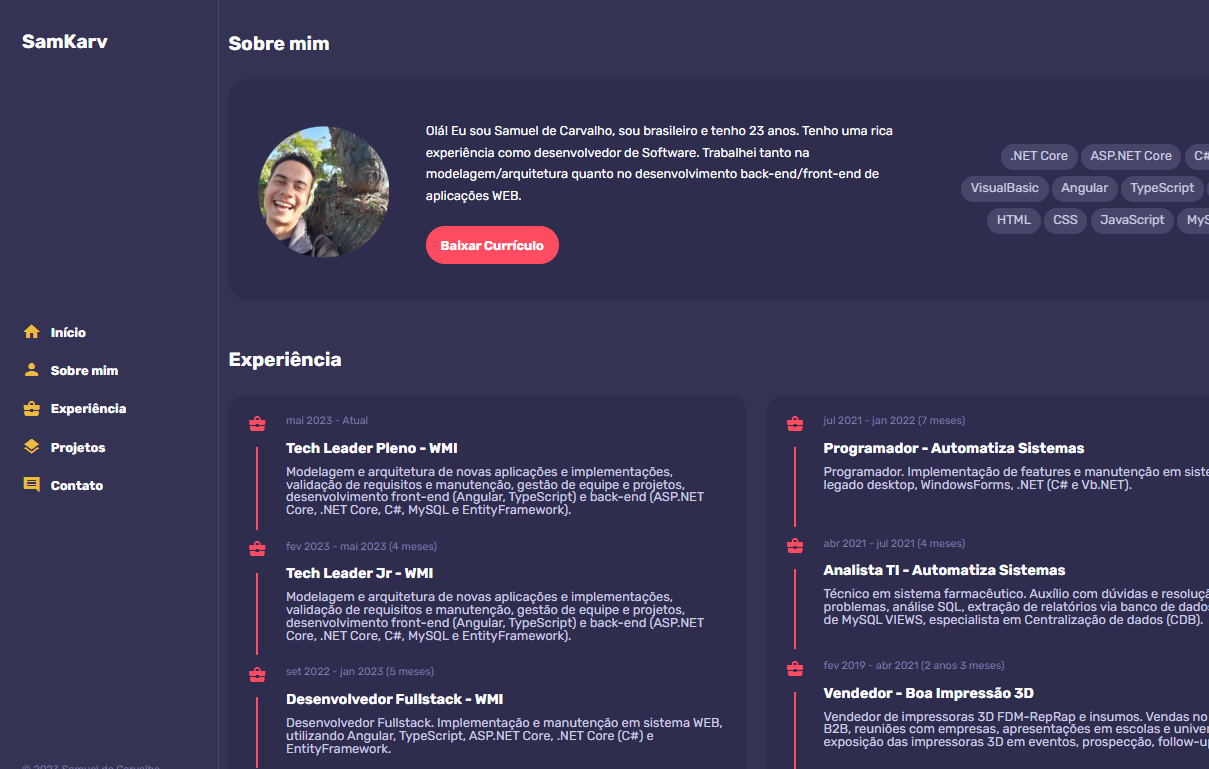 SamKarv
Início
Sobre mim
Experiência
Projetos
Contato
© 2023 Samuel de Carvalho
Sobre mim
Olá! Eu sou Samuel de Carvalho, sou brasileiro e tenho 23 anos. Tenho uma rica
experiência como desenvolvedor de Software. Trabalhei tanto na
modelagem/arquitetura quanto no desenvolvimento back-end/front-end de
aplicações WEB.
Baixar Currículo
.NET Core ASP.NET Core C#
VisualBasic Angular TypeScript
HTML CSS JavaScript MyS
Experiência
mai 2023 - Atual
Tech Leader Pleno - WMI
Modelagem e arquitetura de novas aplicações e implementações,
validação de requisitos e manutenção, gestão de equipe e projetos,
desenvolvimento front-end (Angular, TypeScript) e back-end (ASP.NET
Core, .NET Core, C#, MySQL e EntityFramework).
fev 2023 - mai 2023 (4 meses)
Tech Leader Jr - WMI
Modelagem e arquitetura de novas aplicações e implementações,
validação de requisitos e manutenção, gestão de equipe e projetos,
desenvolvimento front-end (Angular, TypeScript) e back-end (ASP.NET
Core, .NET Core, C#, MySQL e EntityFramework).
set 2022 - jan 2023 (5 meses)
Desenvolvedor Fullstack - WMI
Desenvolvedor Fullstack. Implementação e manutenção em sistema WEB,
utilizando Angular, TypeScript, ASP.NET Core, .NET Core (C#) e
EntityFramework.
jul 2021 - jan 2022 (7 meses)
Programador - Automatiza Sistemas
Programador. Implementação de features e manutenção em siste
legado desktop, WindowsForms, .NET (C# e Vb.NET).
abr 2021 - jul 2021 (4 meses)
Analista TI - Automatiza Sistemas
Técnico em sistema farmacêutico. Auxílio com dúvidas e resoluçã
problemas, análise SQL, extração de relatórios via banco de dados
de MySQL VIEWS, especialista em Centralização de dados (CDB).
fev 2019 - abr 2021 (2 anos 3 meses)
Vendedor - Boa Impressão 3D
Vendedor de impressoras 3D FDM-RepRap e insumos. Vendas no
B2B, reuniões com empresas, apresentações em escolas e univer
exposição das impressoras 3D em eventos, prospecção, follow-up